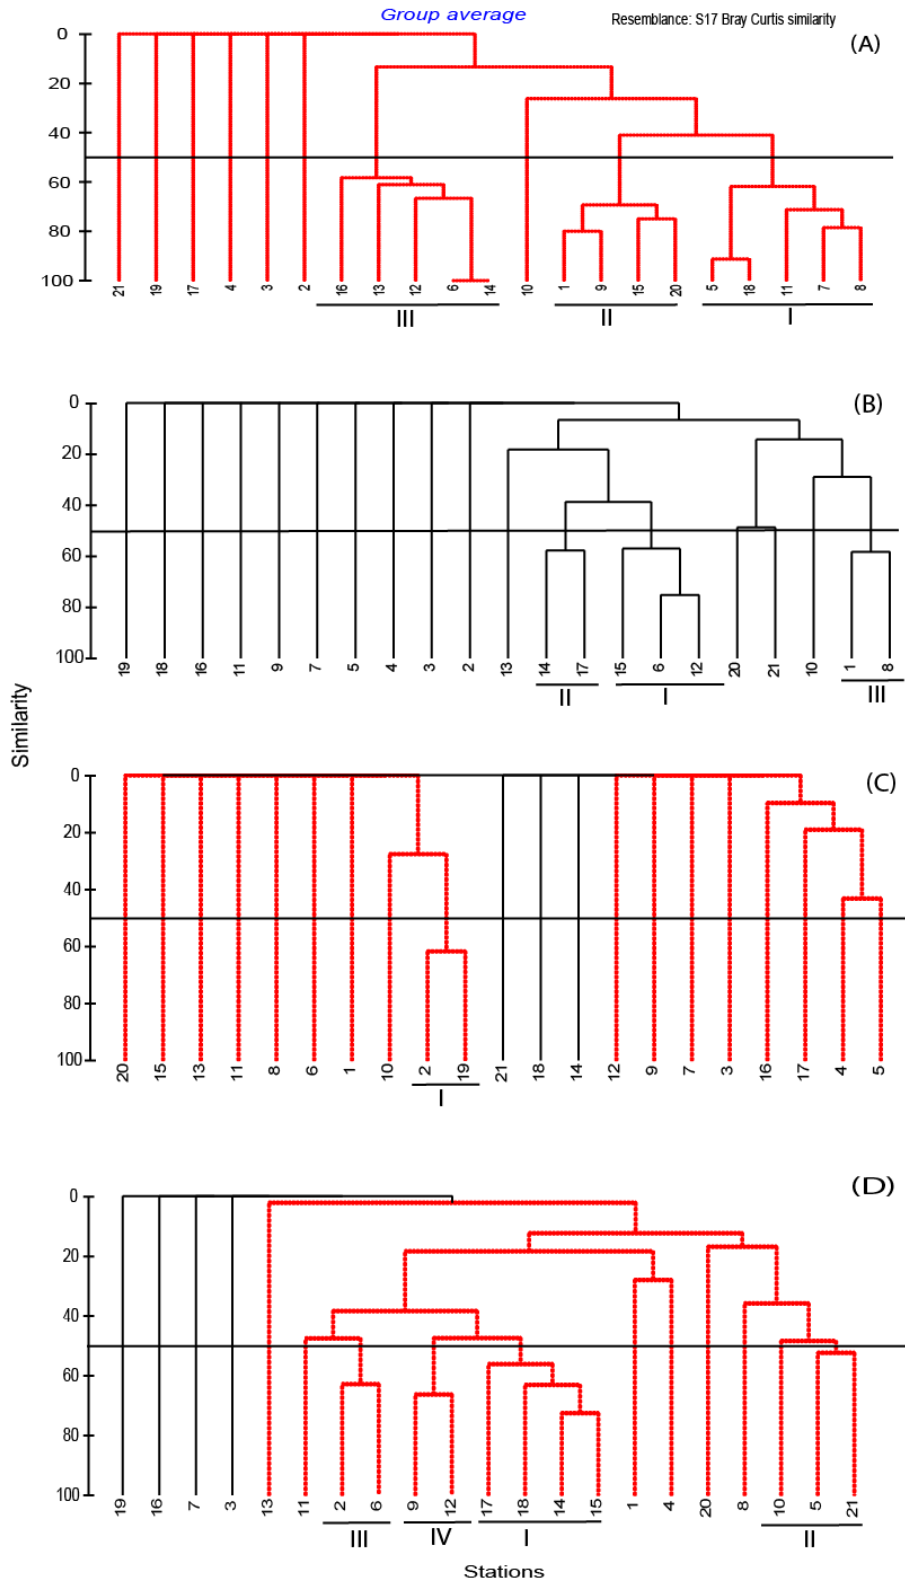 Group average
Resemblance: S17 Bray Curtis similarity
(A)
0
20
40
60
80
100
21 19 17 4 3 2 16 13 12 6 14 10 1 9 15 20 5 18 11 7 8
III II I
(B)
0
20
40
60
80
100
19 18 16 11 9 7 5 4 3 2 13 14 17 15 6 12 20 21 10 1 8
II I III
Similarity
(C)
0
20
40
60
80
100
20 15 13 11 8 6 1 10 2 19 21 18 14 12 9 7 3 16 17 4 5
I
(D)
0
20
40
60
80
100
19 16 7 3 13 11 2 6 9 12 17 18 14 15 1 4 20 8 10 5 21
III IV I II
Stations